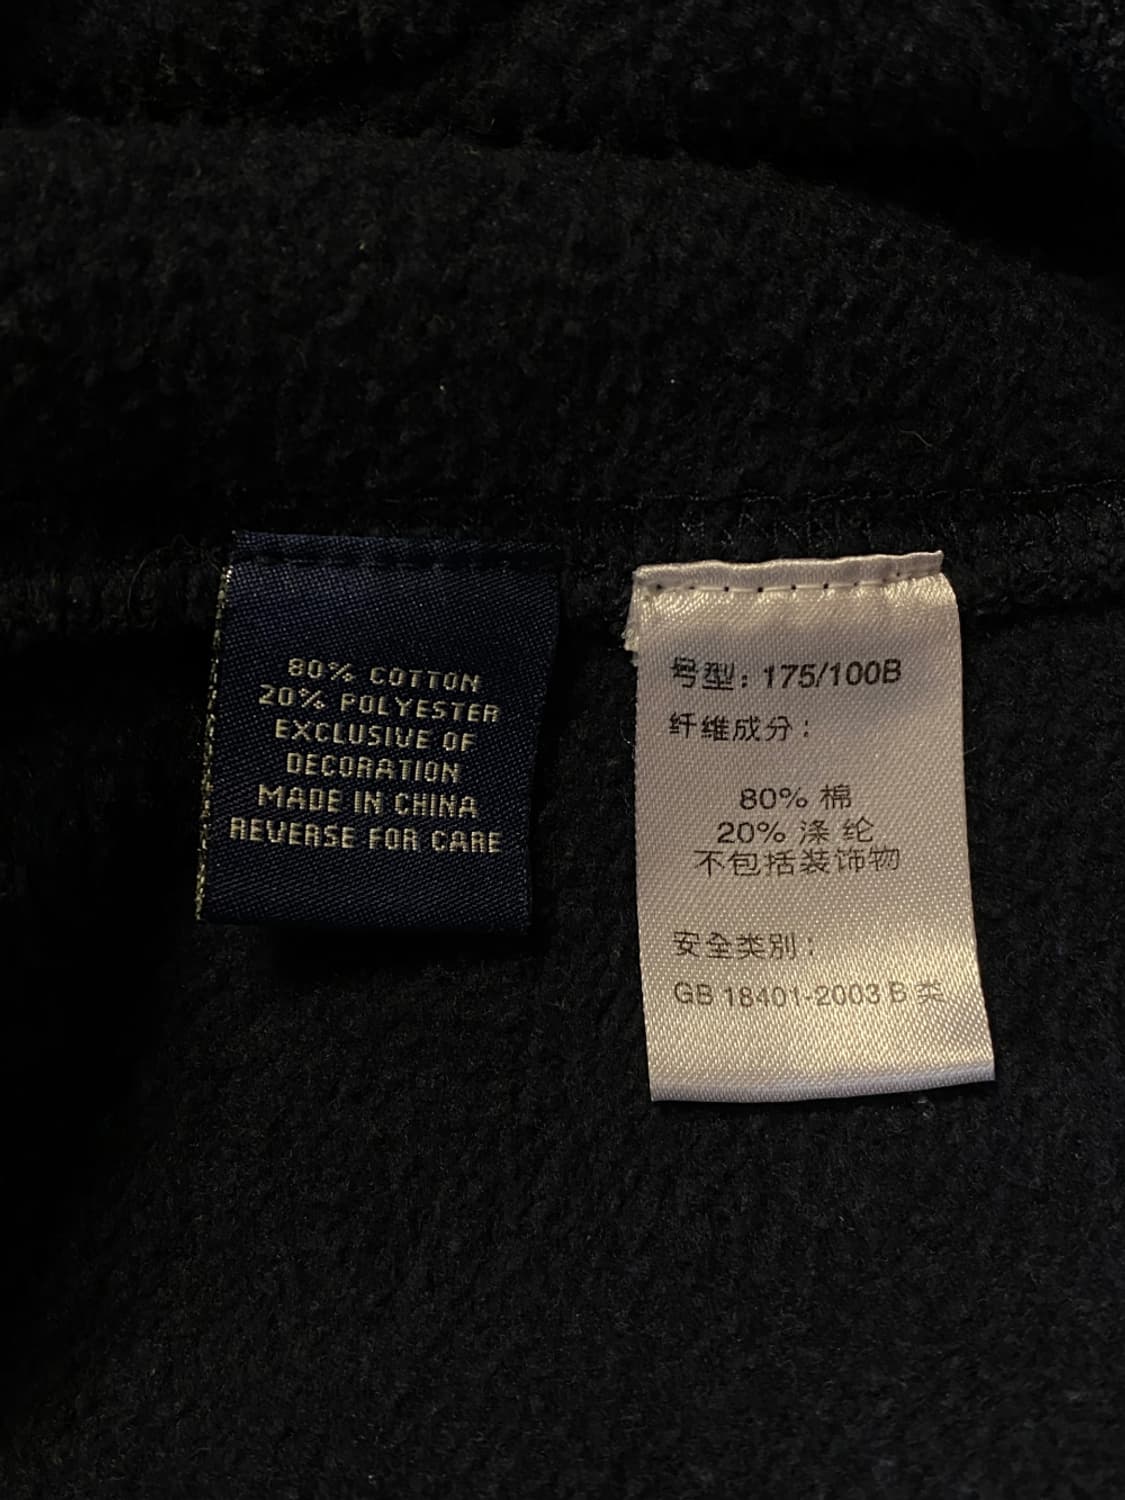 80% COTTON
20% POLYESTER
EXCLUSIVE OF
DECORATION
MADE IN CHINA
REVERSE FOR CARE
号型: 175/100B
纤维成分:
80% 棉
20% 涤 纶
不包括装饰物
安全类别:
GB 18401-2003 B 类